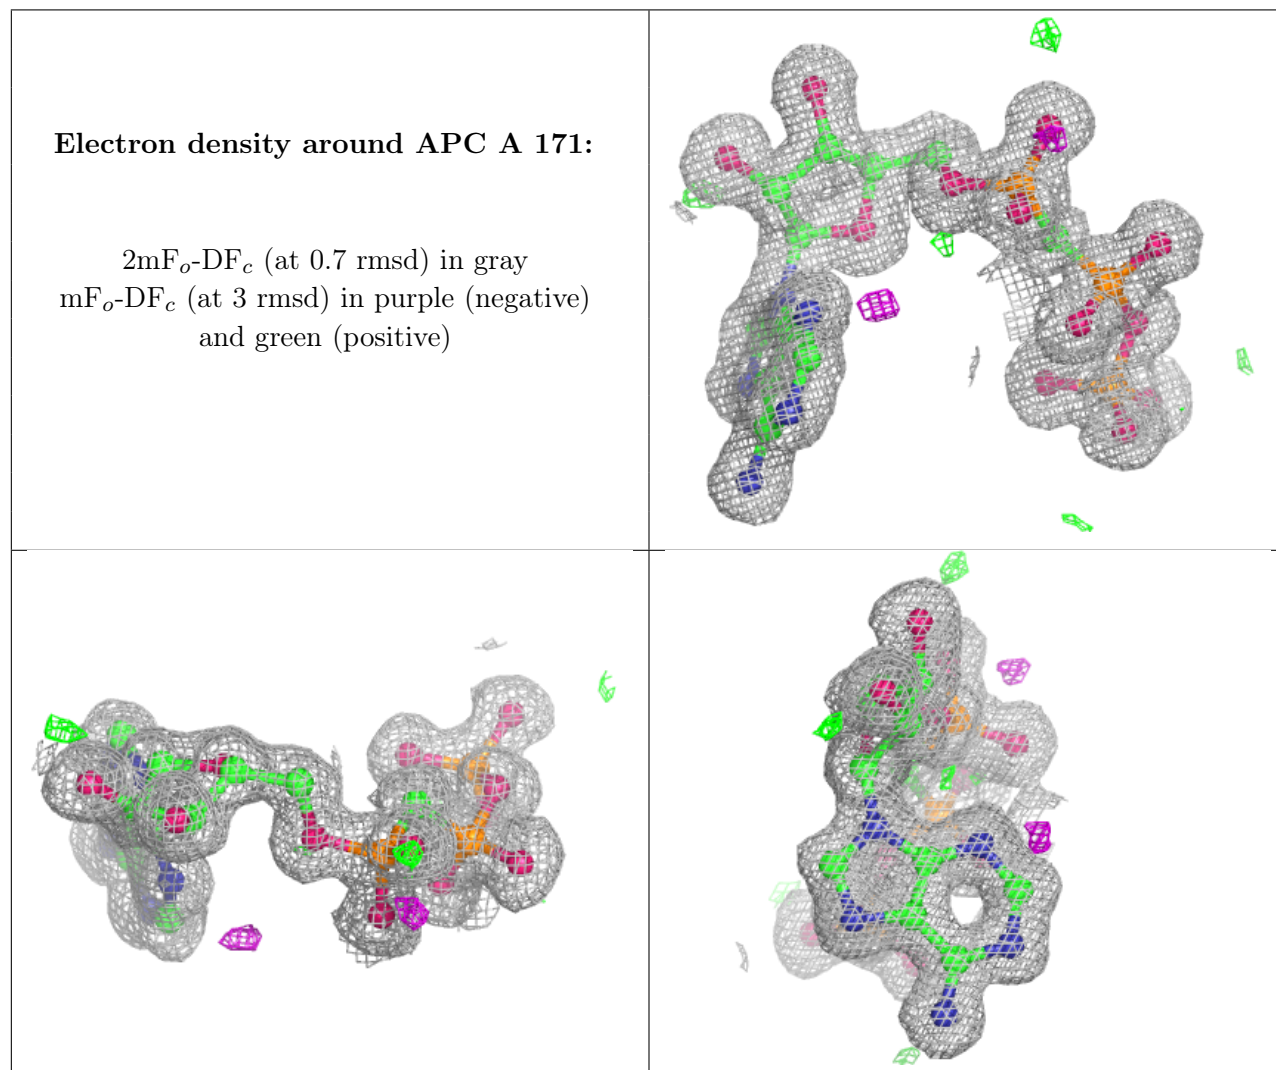 Electron density around APC A 171:
2mFo-DFc (at 0.7 rmsd) in gray
mFo-DFc (at 3 rmsd) in purple (negative)
and green (positive)